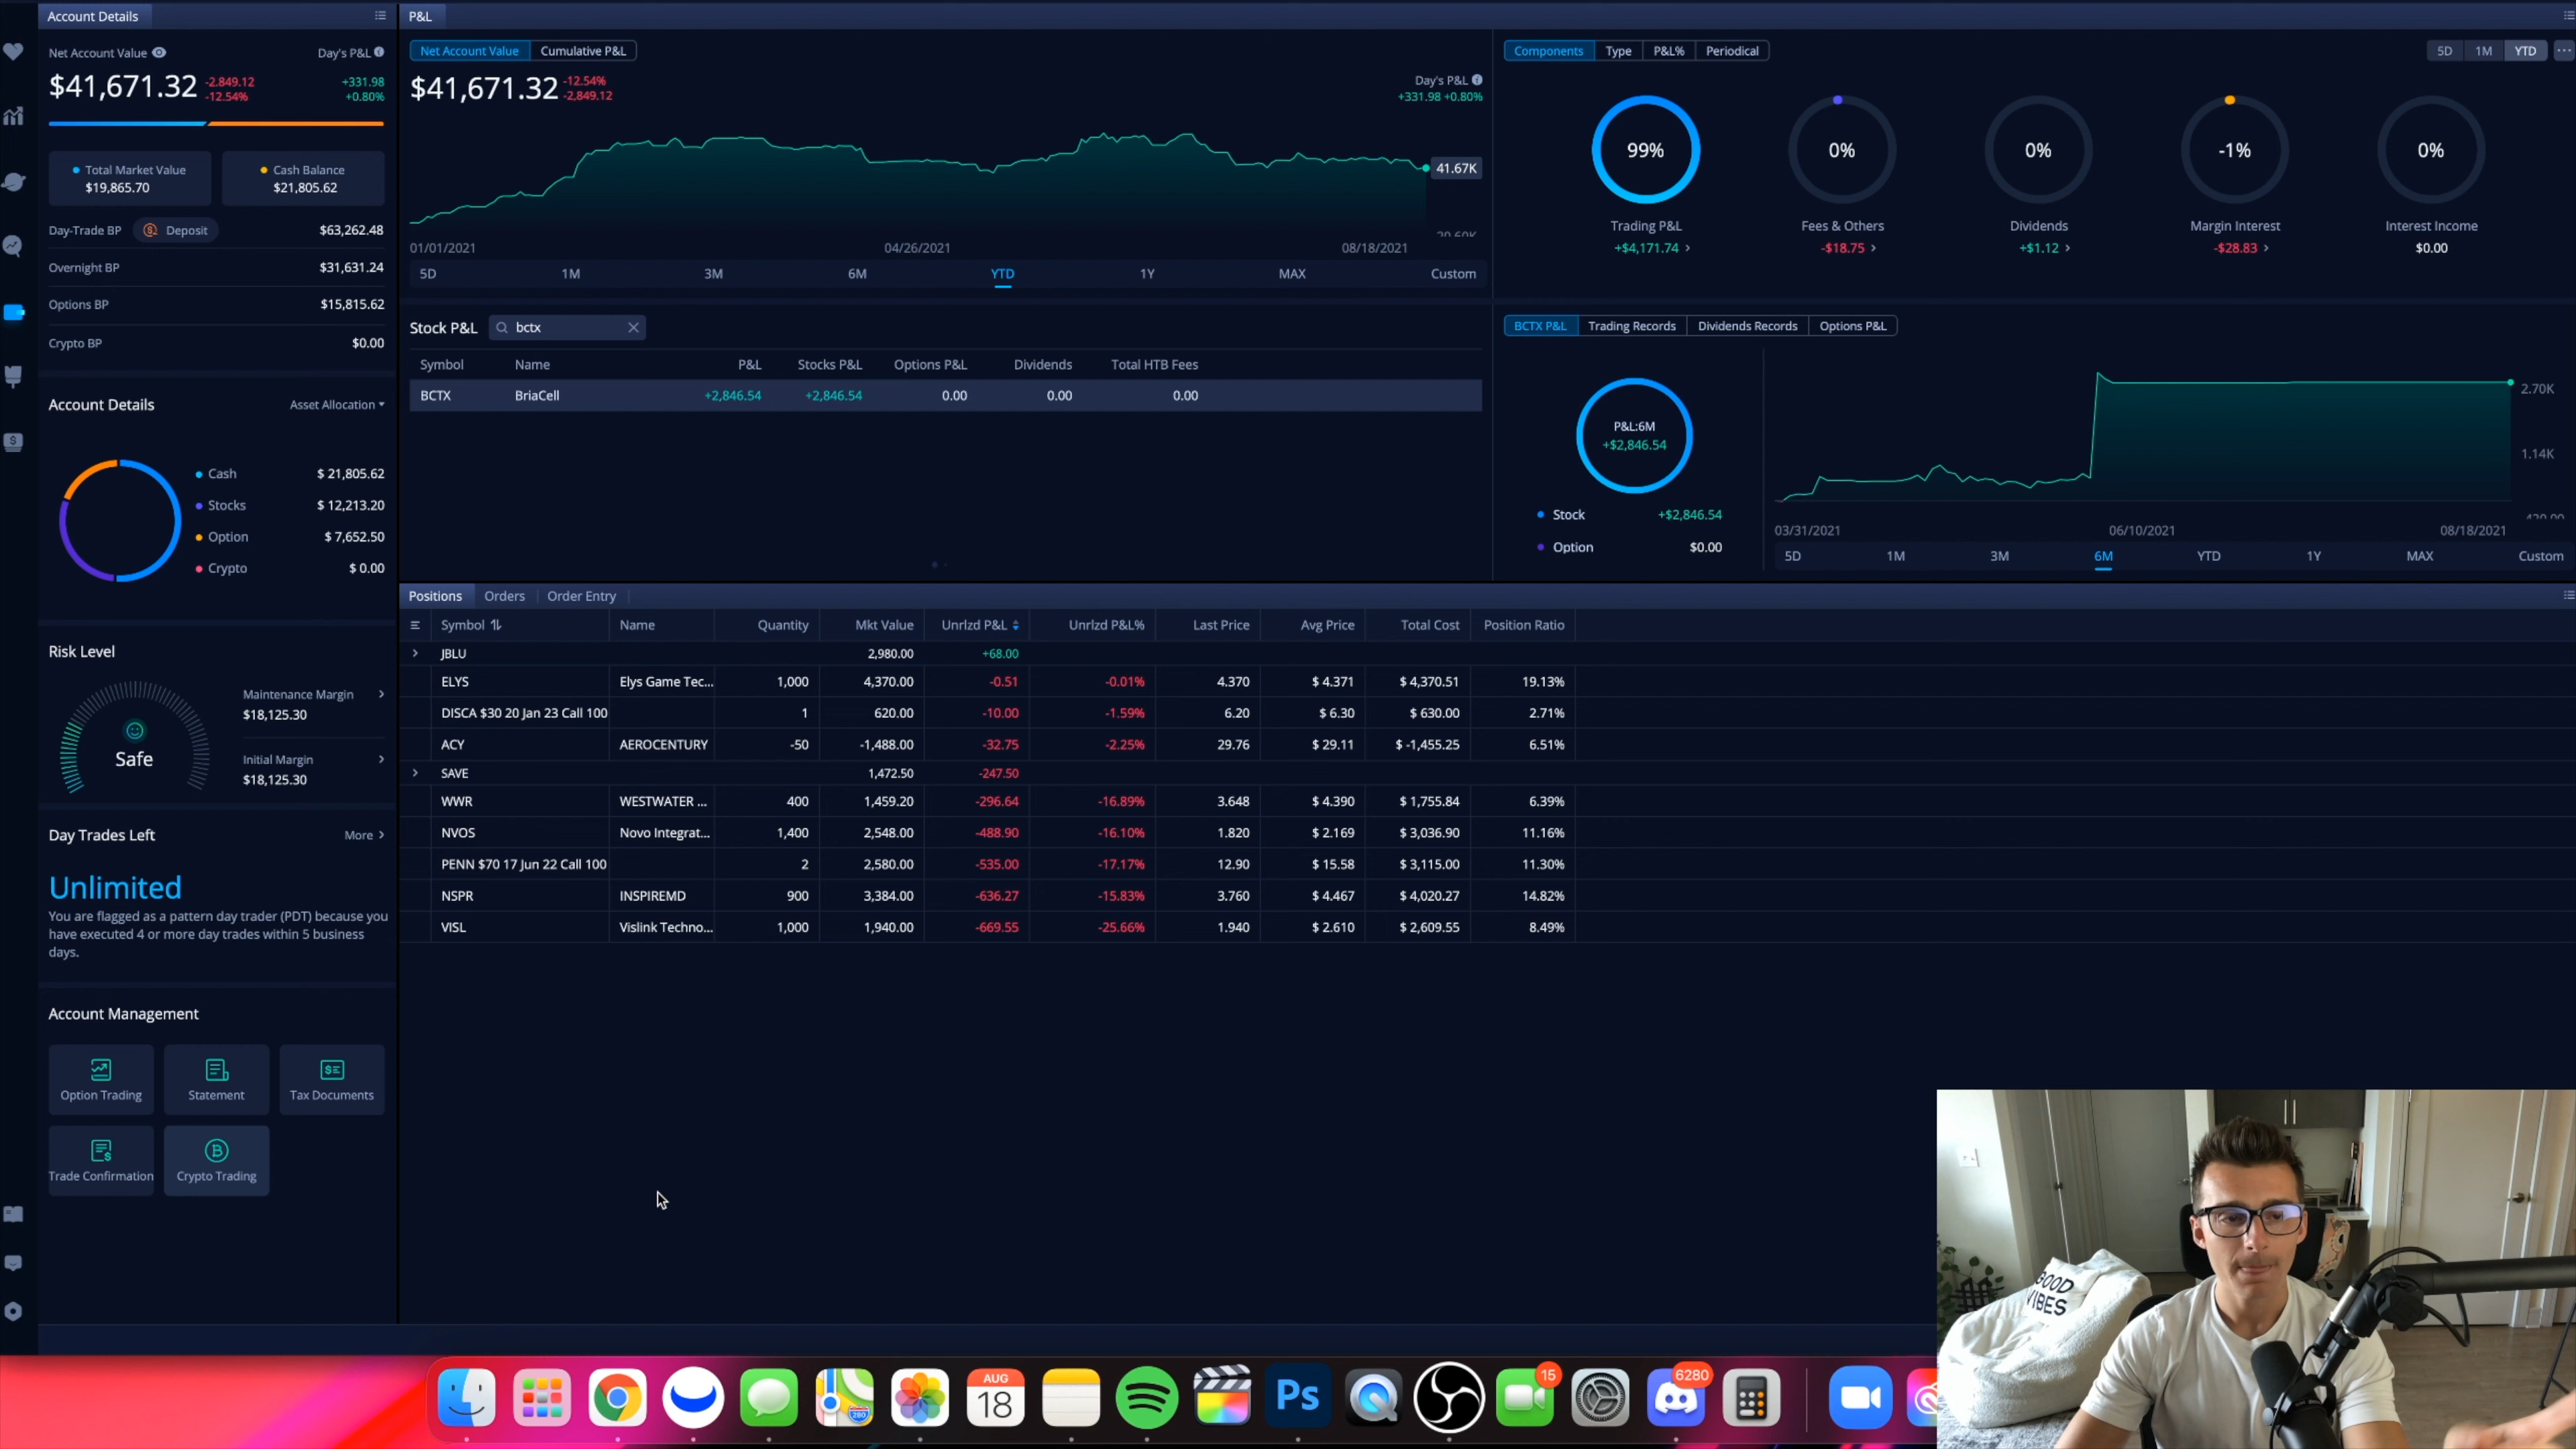 Account Details
Net Account Value
Day's P&L
$41,671.32
-2,849.12
-12.54%
+331.98
+0.80%
Total Market Value
$19,865.70
Cash Balance
$21,805.62
Day-Trade BP
Deposit
$63,262.48
Overnight BP
$31,631.24
Options BP
$15,815.62
Crypto BP
$0.00
Account Details
Asset Allocation
Cash $ 21,805.62
Stocks $ 12,213.20
Option $ 7,652.50
Crypto $ 0.00
Risk Level
Safe
Maintenance Margin
$18,125.30
Initial Margin
$18,125.30
Day Trades Left
More
Unlimited
You are flagged as a pattern day trader (PDT) because you
have executed 4 or more day trades within 5 business
days.
Account Management
Option Trading
Statement
Tax Documents
Trade Confirmation
Crypto Trading
P&L
Net Account Value
Cumulative P&L
$41,671.32
-12.54%
-2,849.12
Day's P&L
+331.98 +0.80%
41.67K
01/01/2021
04/26/2021
08/18/2021
5D 1M 3M 6M YTD 1Y MAX Custom
Components Type P&L% Periodical
5D 1M YTD
99%
Trading P&L
+$4,171.74
0%
Fees & Others
-$18.75
0%
Dividends
+$1.12
-1%
Margin Interest
-$28.83
0%
Interest Income
$0.00
Stock P&L
bctx
Symbol Name P&L Stocks P&L Options P&L Dividends Total HTB Fees
BCTX BriaCell +2,846.54 +2,846.54 0.00 0.00 0.00
BCTX P&L Trading Records Dividends Records Options P&L
P&L:6M
+$2,846.54
Stock +$2,846.54
Option $0.00
2.70K
1.14K
03/31/2021
06/10/2021
08/18/2021
5D 1M 3M 6M YTD 1Y MAX Custom
Positions Orders Order Entry
Symbol Name Quantity Mkt Value Unrlzd P&L Unrlzd P&L% Last Price Avg Price Total Cost Position Ratio
JBLU 2,980.00 +68.00
ELYS Elys Game Tec... 1,000 4,370.00 -0.51 -0.01% 4.370 $ 4.371 $ 4,370.51 19.13%
DISCA $30 20 Jan 23 Call 100 1 620.00 -10.00 -1.59% 6.20 $ 6.30 $ 630.00 2.71%
ACY AEROCENTURY -50 -1,488.00 -32.75 -2.25% 29.76 $ 29.11 $ -1,455.25 6.51%
SAVE 1,472.50 -247.50
WWR WESTWATER ... 400 1,459.20 -296.64 -16.89% 3.648 $ 4.390 $ 1,755.84 6.39%
NVOS Novo Integrat... 1,400 2,548.00 -488.90 -16.10% 1.820 $ 2.169 $ 3,036.90 11.16%
PENN $70 17 Jun 22 Call 100 2 2,580.00 -535.00 -17.17% 12.90 $ 15.58 $ 3,115.00 11.30%
NSPR INSPIREMD 900 3,384.00 -636.27 -15.83% 3.760 $ 4.467 $ 4,020.27 14.82%
VISL Vislink Techno... 1,000 1,940.00 -669.55 -25.66% 1.940 $ 2.610 $ 2,609.55 8.49%
GOOD
VIBES
280
AUG
18
Ps
15
6280